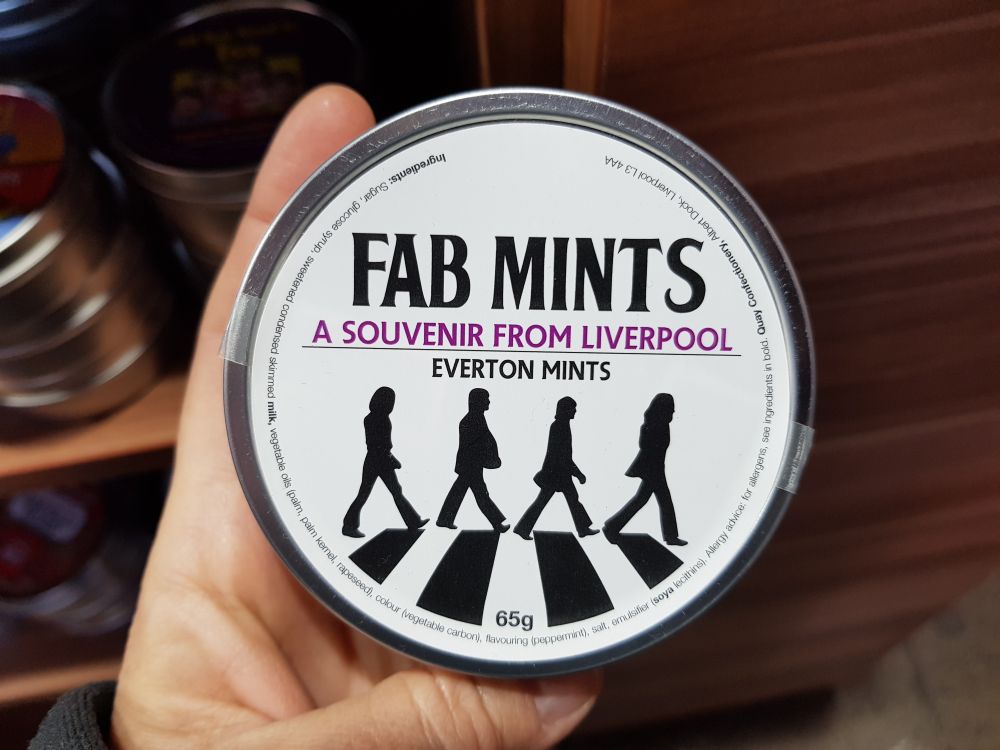 FAB MINTS
A SOUVENIR FROM LIVERPOOL
EVERTON MINTS
65g
Ingredients: Sugar, glucose syrup, sweetened condensed skimmed milk, vegetable oils (palm, palm kernel, rapeseed), colour (vegetable carbon), flavouring (peppermint), salt, emulsifier (soya lecithins). Allergy advice: for allergens, see ingredients in bold. Quay Confectionery, Albert Dock, Liverpool L3 4AA